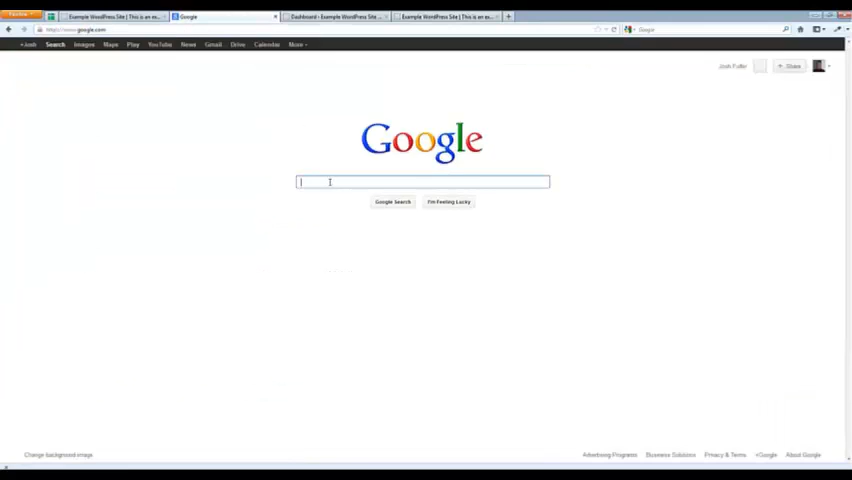 Firefox
Example WordPress Site | This is an ex...
Google
Dashboard ‹ Example WordPress Site ...
Example WordPress Site | This is an ex...
https://www.google.com
Google
+Josh Search Images Maps Play YouTube News Gmail Drive Calendar More
Josh Fuller
+ Share
Google
Google Search
I'm Feeling Lucky
Change background image
Advertising Programs Business Solutions Privacy & Terms +Google About Google